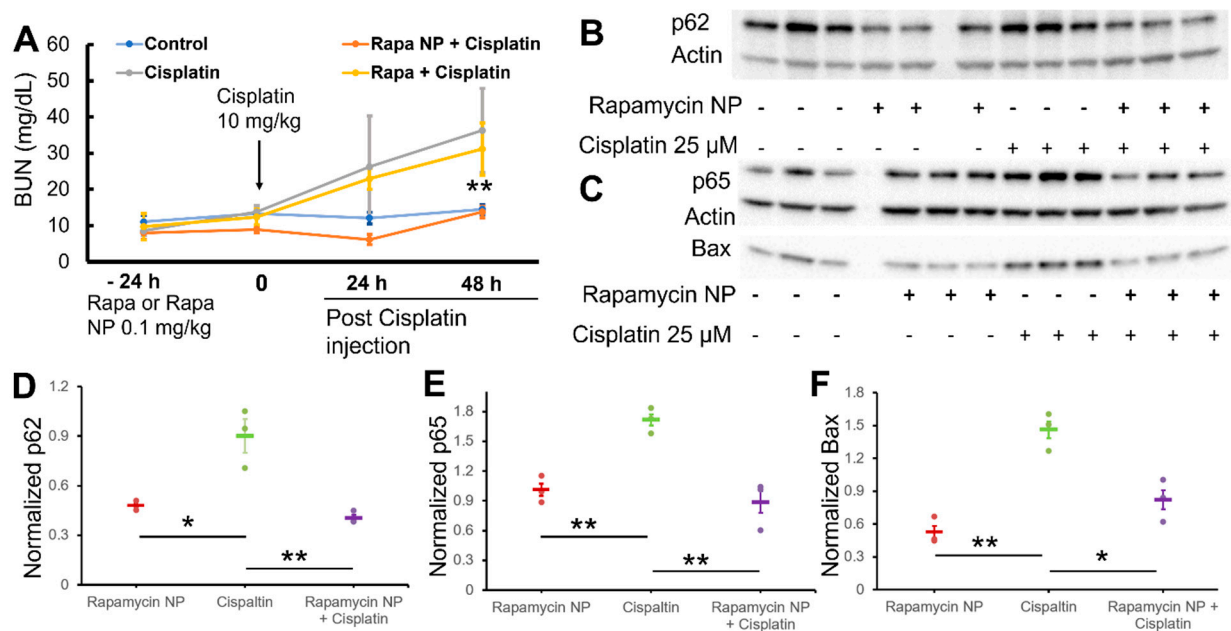 A
BUN (mg/dL)
60
50
40
30
20
10
0
Control
Rapa NP + Cisplatin
Cisplatin
Rapa + Cisplatin
Cisplatin
10 mg/kg
**
- 24 h
0
24 h
48 h
Rapa or Rapa
NP 0.1 mg/kg
Post Cisplatin
injection
B
p62
Actin
Rapamycin NP - - - + + + - - - + + +
Cisplatin 25 µM - - - - - - + + + + + +
C
p65
Actin
Bax
Rapamycin NP - - - + + + - - - + + +
Cisplatin 25 µM - - - - - - + + + + + +
D
Normalized p62
1.2
0.9
0.6
0.3
0
*
**
Rapamycin NP
Cispaltin
Rapamycin NP
+ Cisplatin
E
Normalized p65
1.8
1.5
1.2
0.9
0.6
0.3
0
**
**
Rapamycin NP
Cispaltin
Rapamycin NP
+ Cisplatin
F
Normalized Bax
1.8
1.5
1.2
0.9
0.6
0.3
0
**
*
Rapamycin NP
Cispaltin
Rapamycin NP +
Cisplatin